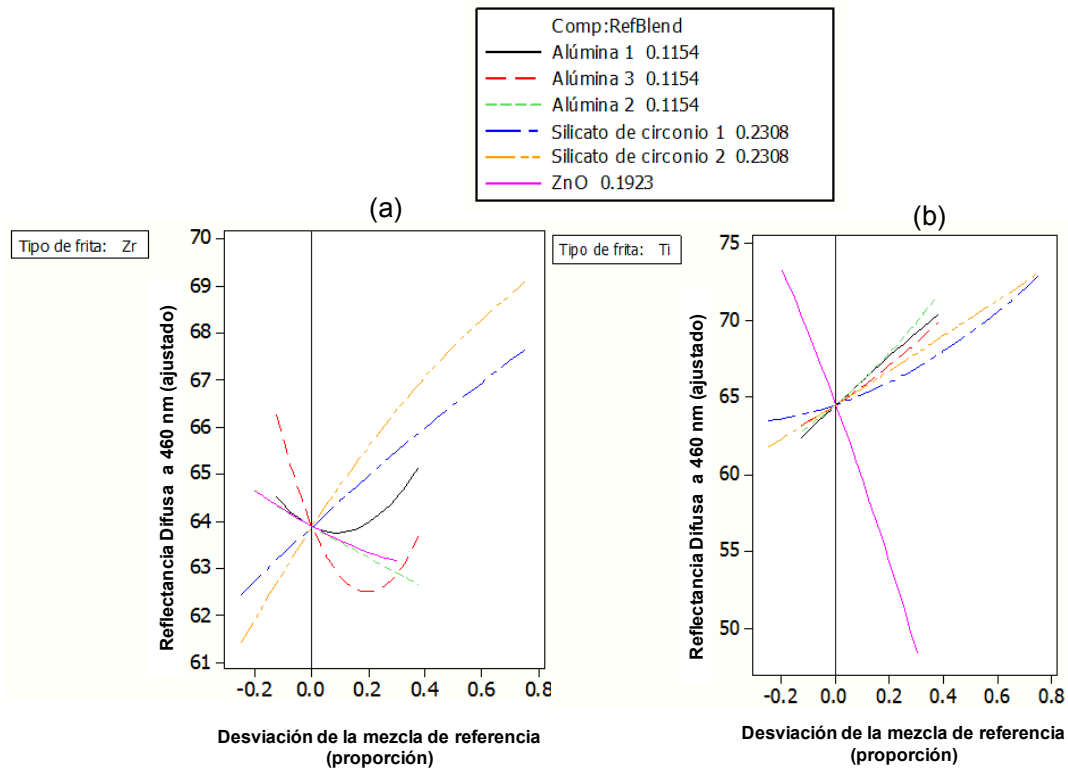 Comp:RefBlend
Alúmina 1 0.1154
Alúmina 3 0.1154
Alúmina 2 0.1154
Silicato de circonio 1 0.2308
Silicato de circonio 2 0.2308
ZnO 0.1923
(a)
Tipo de frita: Zr
Reflectancia Difusa a 460 nm (ajustado)
70
69
68
67
66
65
64
63
62
61
-0.2 0.0 0.2 0.4 0.6 0.8
Desviación de la mezcla de referencia
(proporción)
(b)
Tipo de frita: Ti
Reflectancia Difusa a 460 nm (ajustado)
75
70
65
60
55
50
-0.2 0.0 0.2 0.4 0.6 0.8
Desviación de la mezcla de referencia
(proporción)